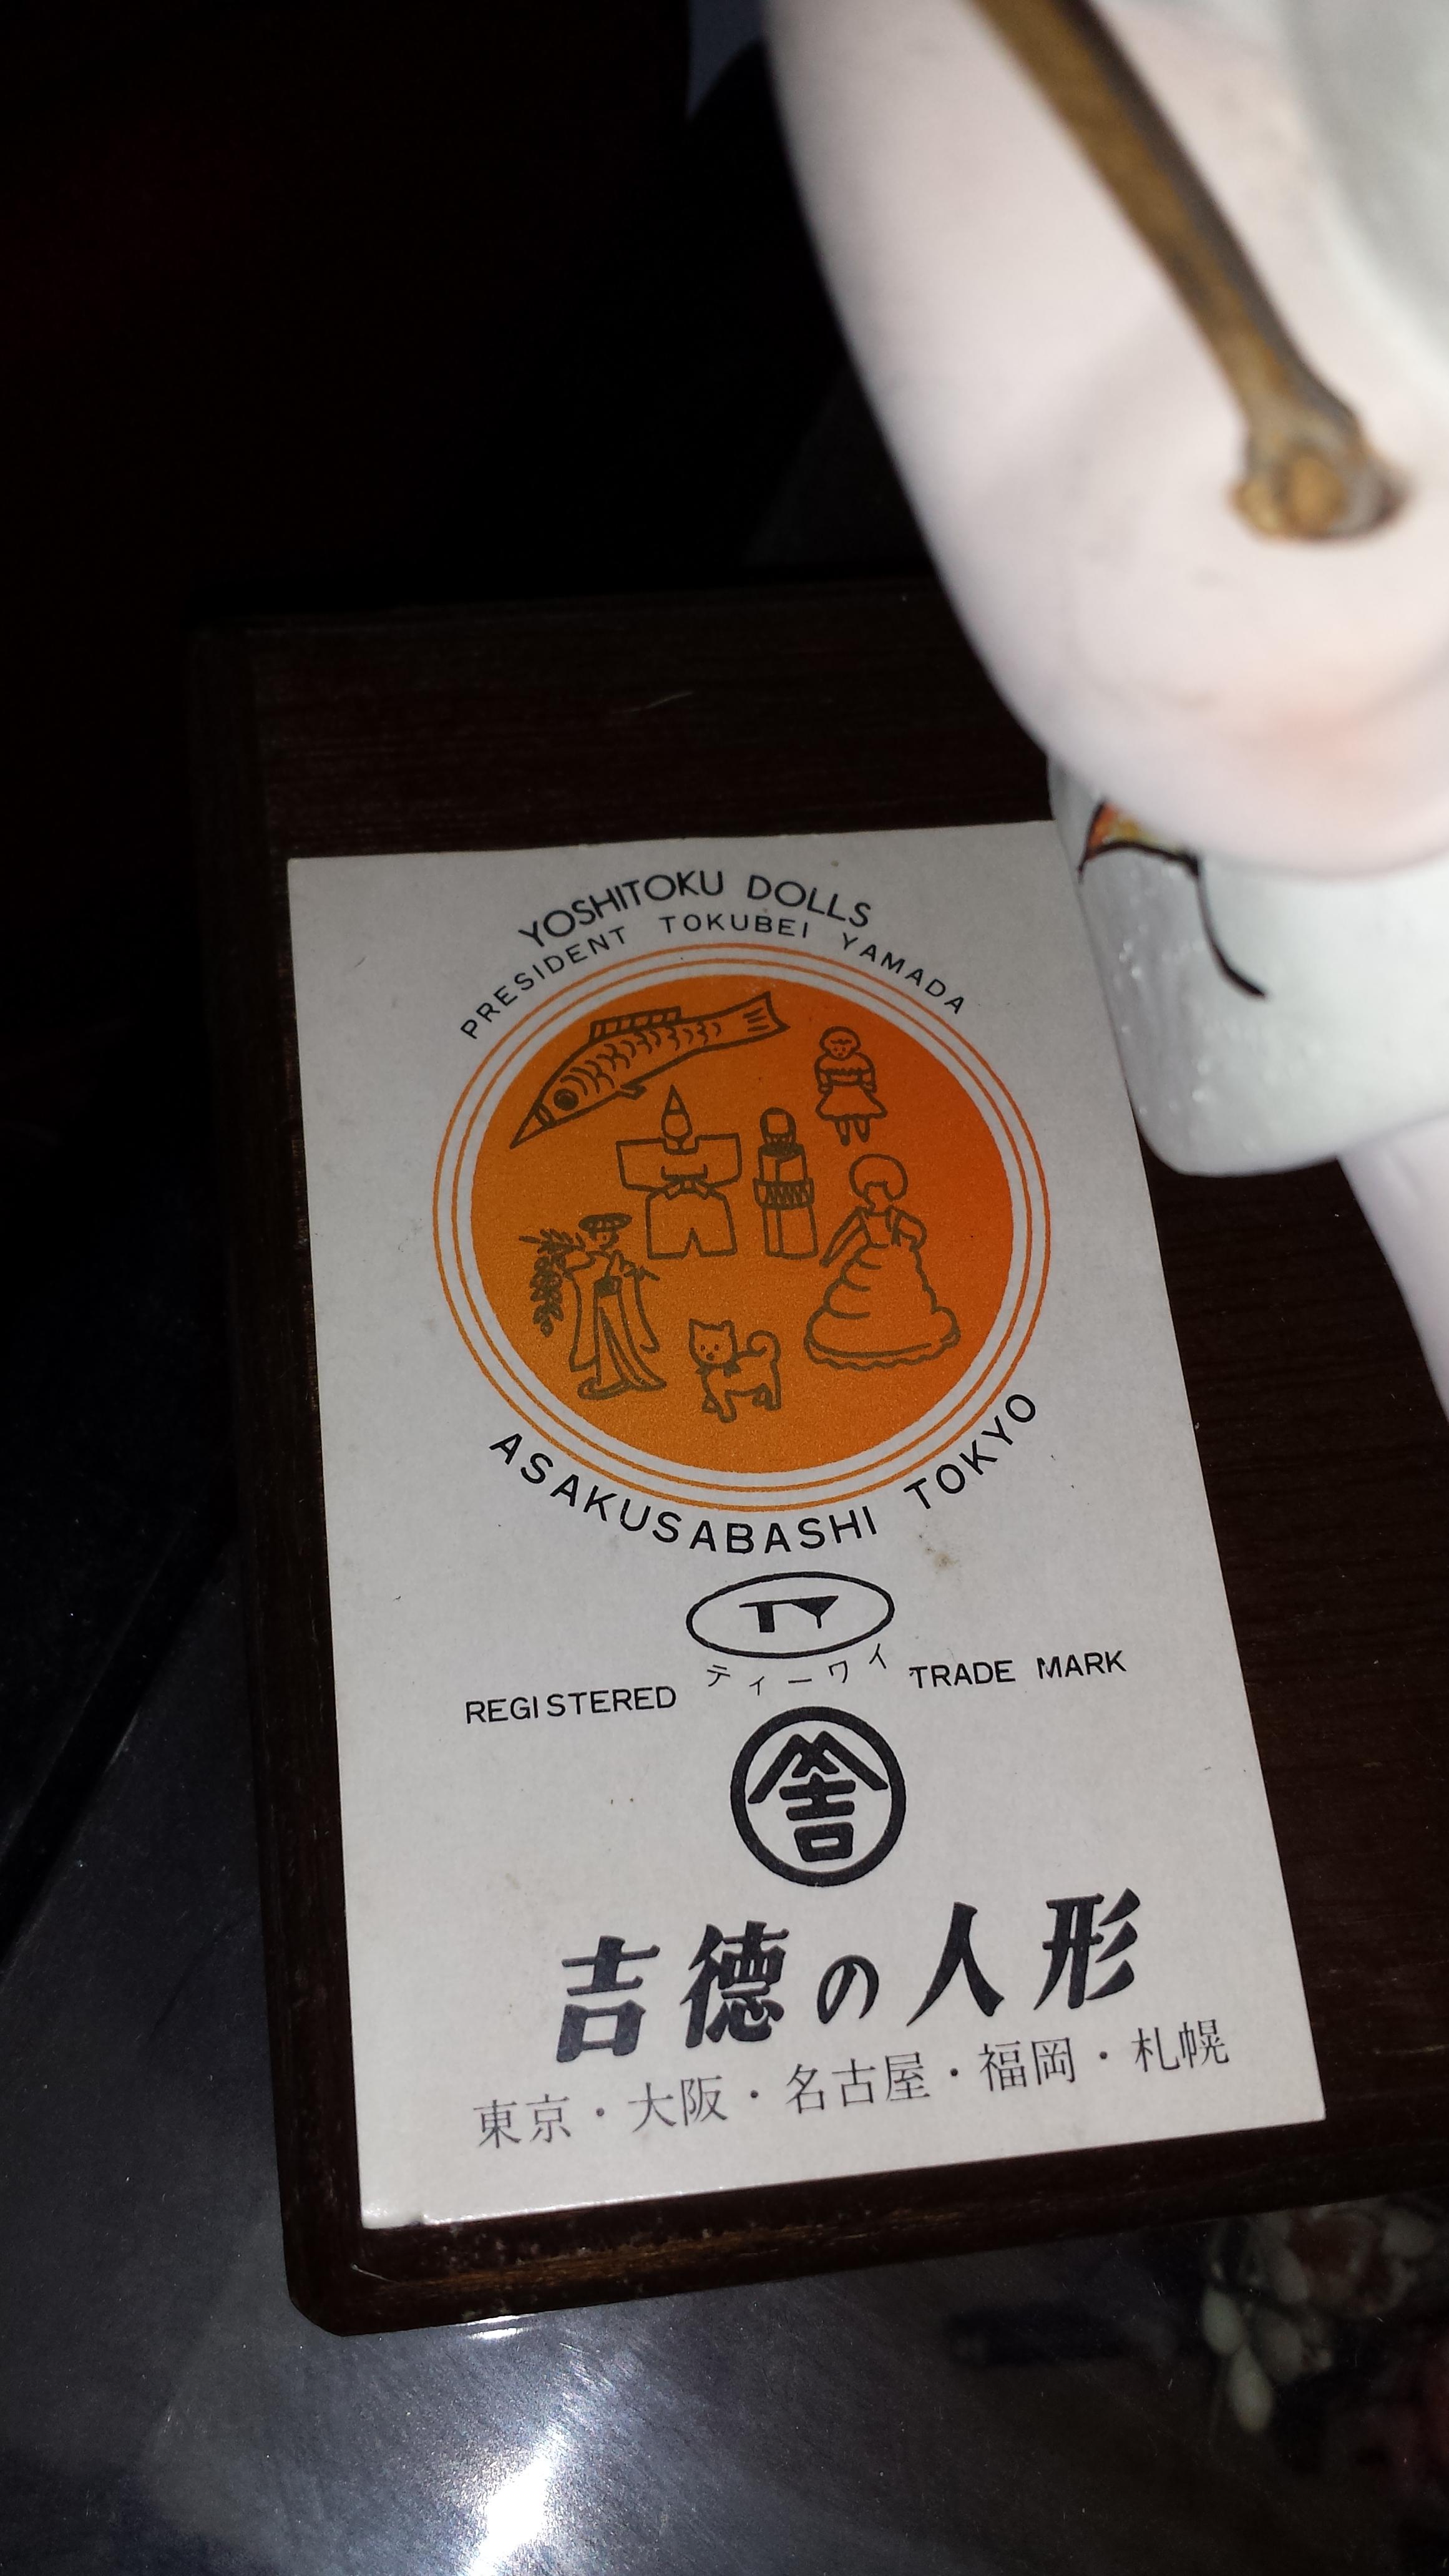 YOSHITOKU DOLLS
PRESIDENT TOKUBEI YAMADA
ASAKUSABASHI TOKYO
TY
ティーワイ
REGISTERED TRADE MARK
吉德の人形
東京・大阪・名古屋・福岡・札幌